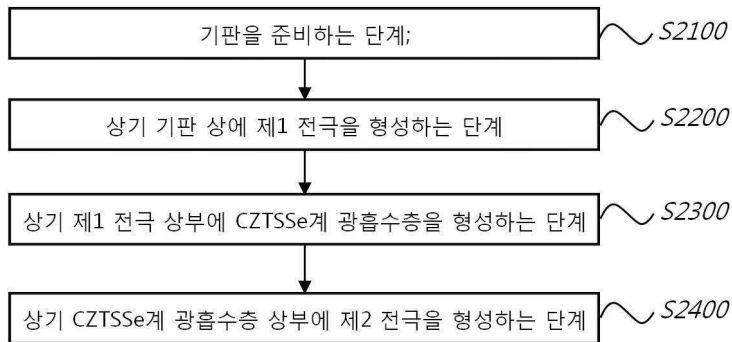 기판을 준비하는 단계;
S2100
상기 기판 상에 제1 전극을 형성하는 단계
S2200
상기 제1 전극 상부에 CZTSSe계 광흡수층을 형성하는 단계
S2300
상기 CZTSSe계 광흡수층 상부에 제2 전극을 형성하는 단계
S2400